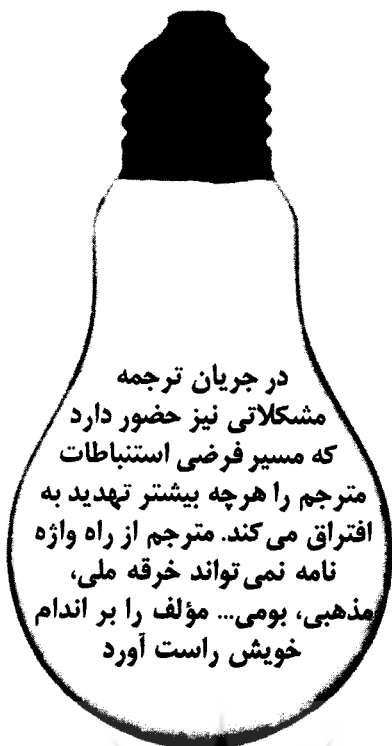 در جریان ترجمه
مشکلاتی نیز حضور دارد
که مسیر فرضی استنباطات
مترجم را هرچه بیشتر تهدید به
افتراق می‌کند. مترجم از راه واژه
نامه نمی‌تواند خرقه ملی،
مذهبی، بومی... مؤلف را بر اندام
خویش راست آورد